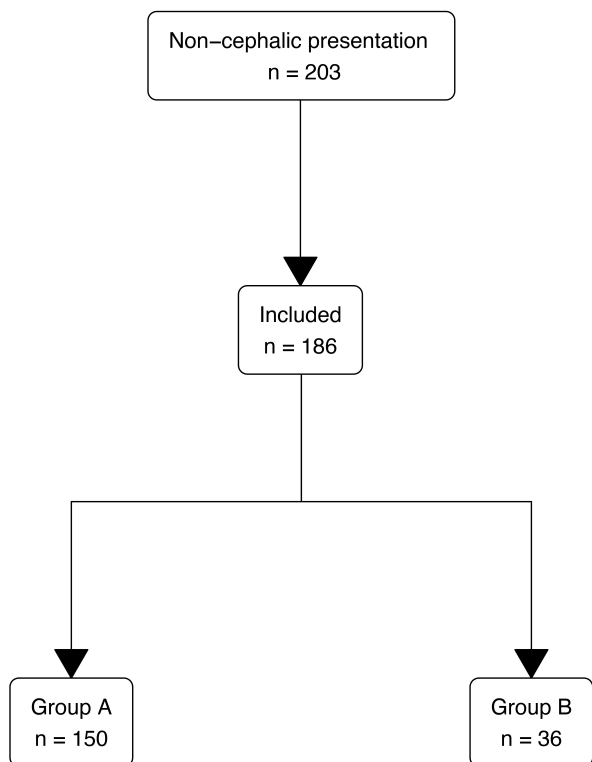 Non−cephalic presentation
n = 203
Included
n = 186
Group A
n = 150
Group B
n = 36